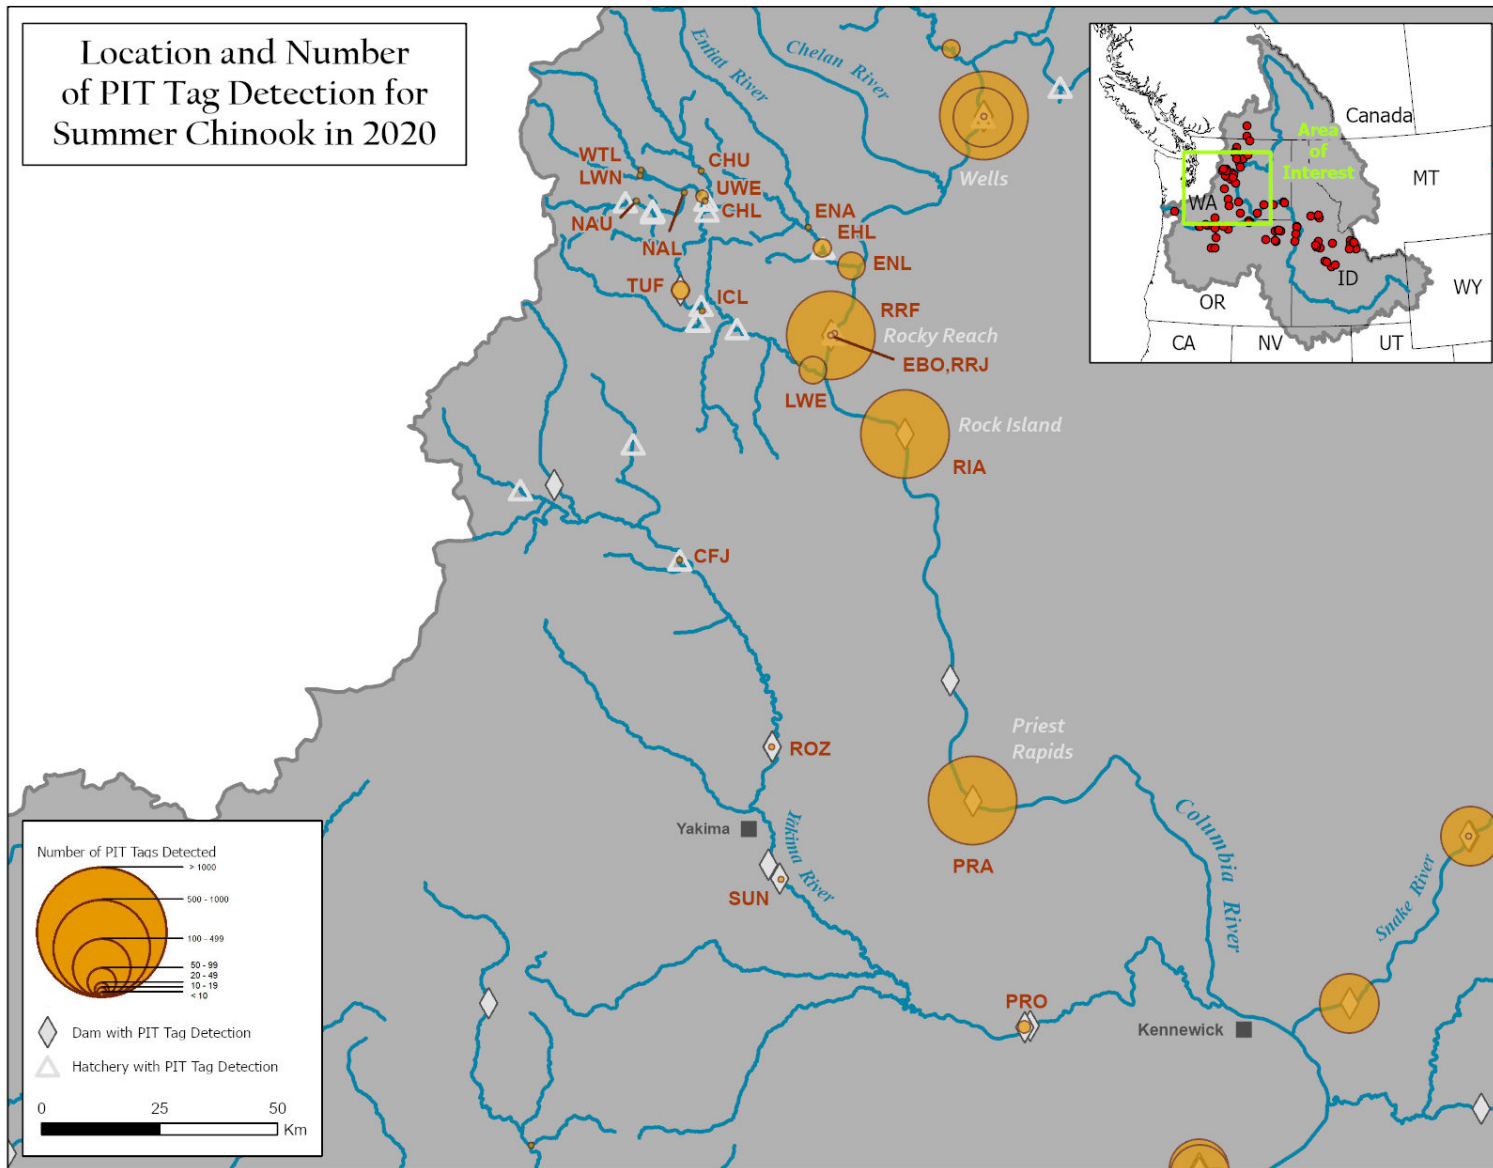 Location and Number
of PIT Tag Detection for
Summer Chinook in 2020
Entiat River
Chelan River
Wells
WTL
LWN
CHU
UWE
CHL
NAU
NAL
ENA
EHL
ENL
TUF
ICL
RRF
Rocky Reach
EBO,RRJ
LWE
Rock Island
RIA
CFJ
ROZ
Priest
Rapids
Yakima
Yakima River
SUN
PRA
Columbia River
Snake River
PRO
Kennewick
Canada
Area
of
Interest
MT
WA
ID
WY
OR
CA
NV
UT
Number of PIT Tags Detected
> 1000
500 - 1000
100 - 499
50 - 99
20 - 49
10 - 19
< 10
Dam with PIT Tag Detection
Hatchery with PIT Tag Detection
0 25 50
Km